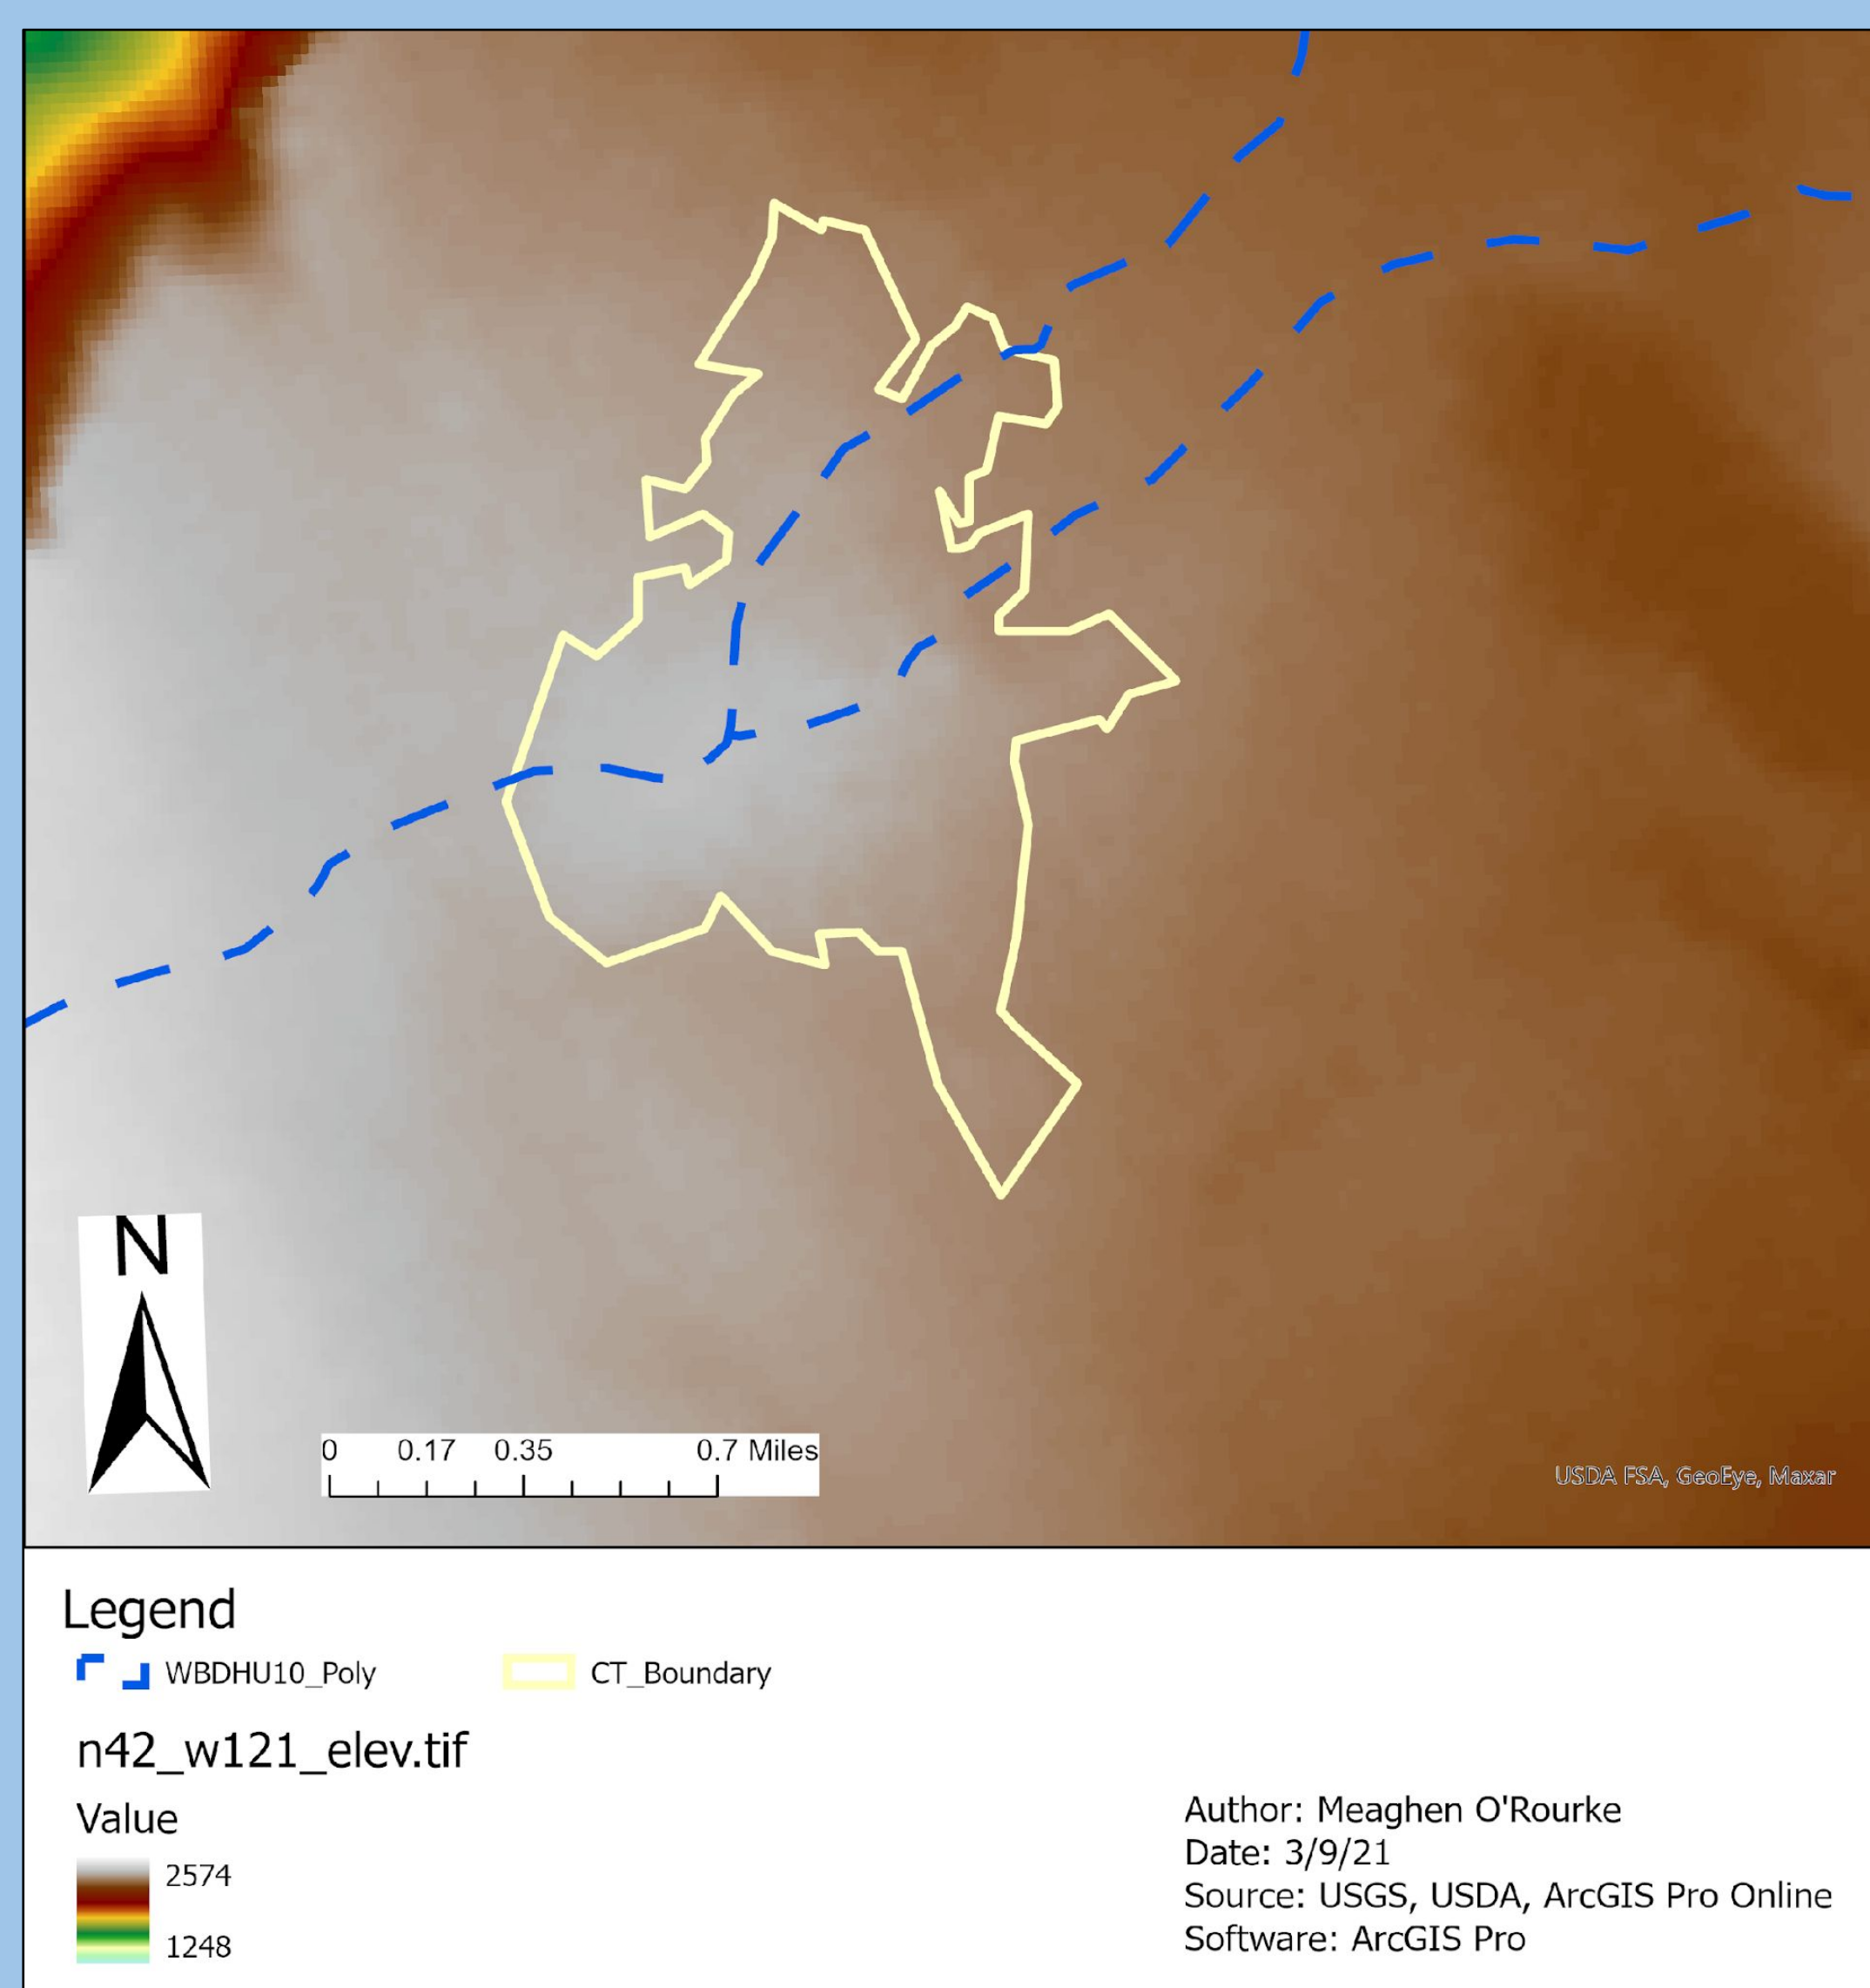 N
0 0.17 0.35 0.7 Miles
USDA FSA, GeoEye, Maxar
Legend
WBDHU10_Poly CT_Boundary
n42_w121_elev.tif
Value
2574
1248
Author: Meaghen O'Rourke
Date: 3/9/21
Source: USGS, USDA, ArcGIS Pro Online
Software: ArcGIS Pro